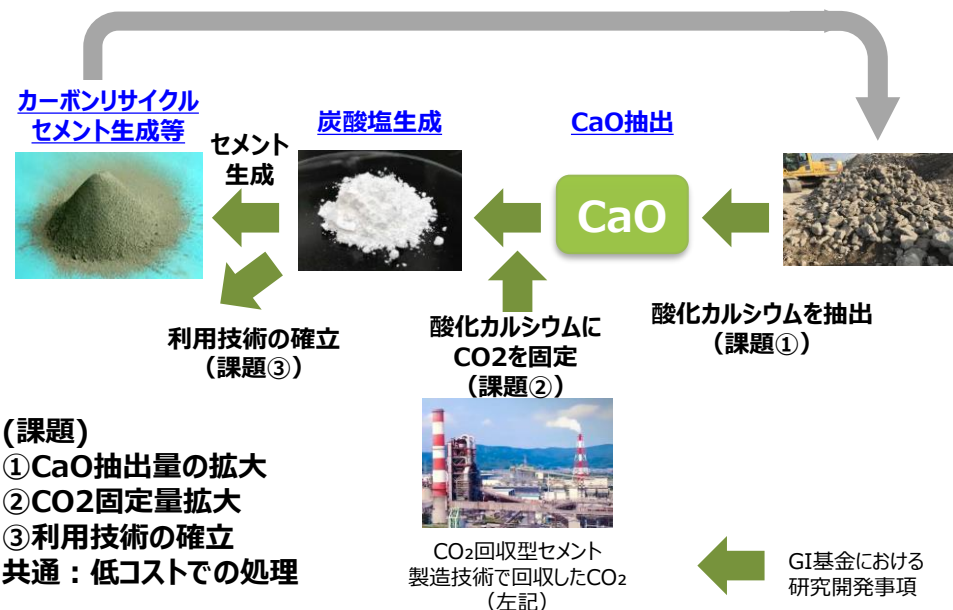 カーボンリサイクル
セメント生成等
セメント
生成
炭酸塩生成
CaO抽出
CaO
利用技術の確立
（課題③）
酸化カルシウムに
CO2を固定
（課題②）
酸化カルシウムを抽出
（課題①）
(課題)
①CaO抽出量の拡大
②CO2固定量拡大
③利用技術の確立
共通：低コストでの処理
CO₂回収型セメント
製造技術で回収したCO₂
（左記）
GI基金における
研究開発事項